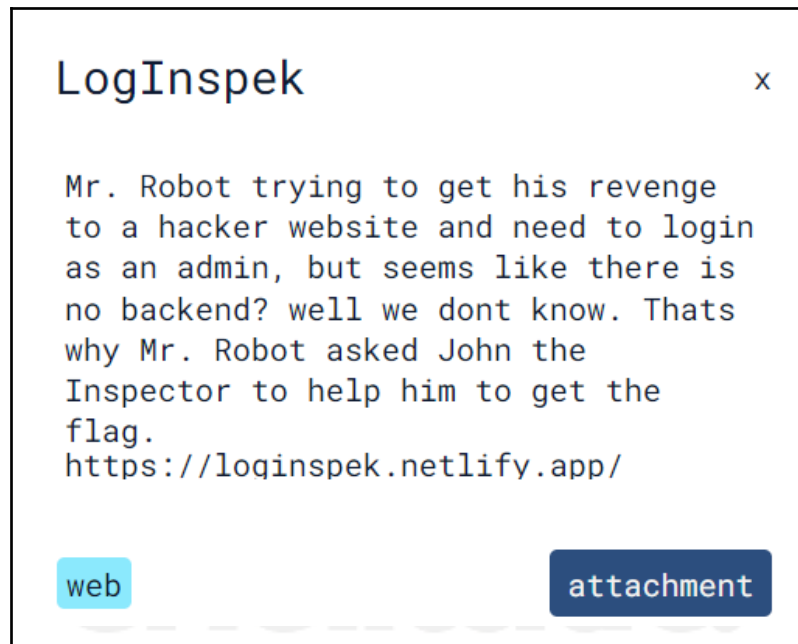 LogInspek
x
Mr. Robot trying to get his revenge
to a hacker website and need to login
as an admin, but seems like there is
no backend? well we dont know. Thats
why Mr. Robot asked John the
Inspector to help him to get the
flag.
https://loginspek.netlify.app/
web
attachment